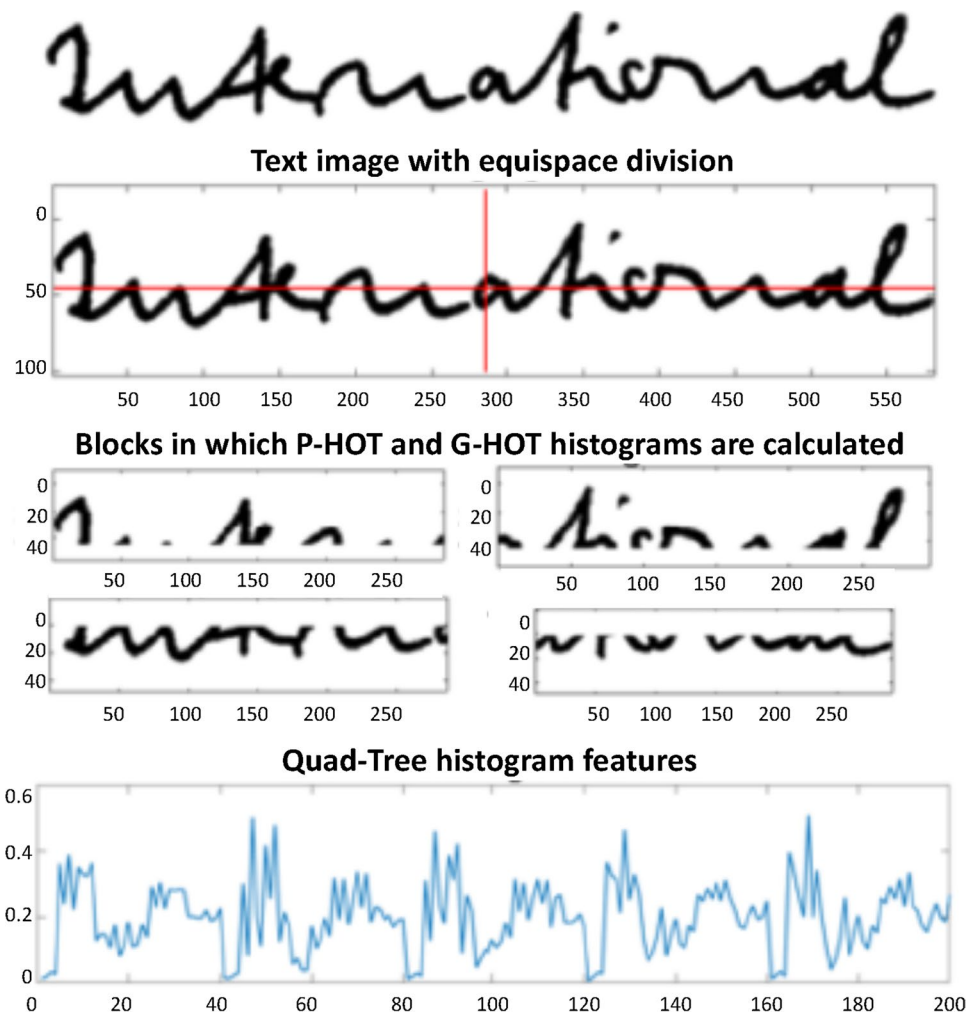 International
Text image with equispace division
0
International
50
100
50 100 150 200 250 300 350 400 450 500 550
Blocks in which P-HOT and G-HOT histograms are calculated
0 0
20 20
40 40
50 100 150 200 250 50 100 150 200 250
0 0
20 20
40 40
50 100 150 200 250 50 100 150 200 250
Quad-Tree histogram features
0.6
0.4
0.2
0
0 20 40 60 80 100 120 140 160 180 200